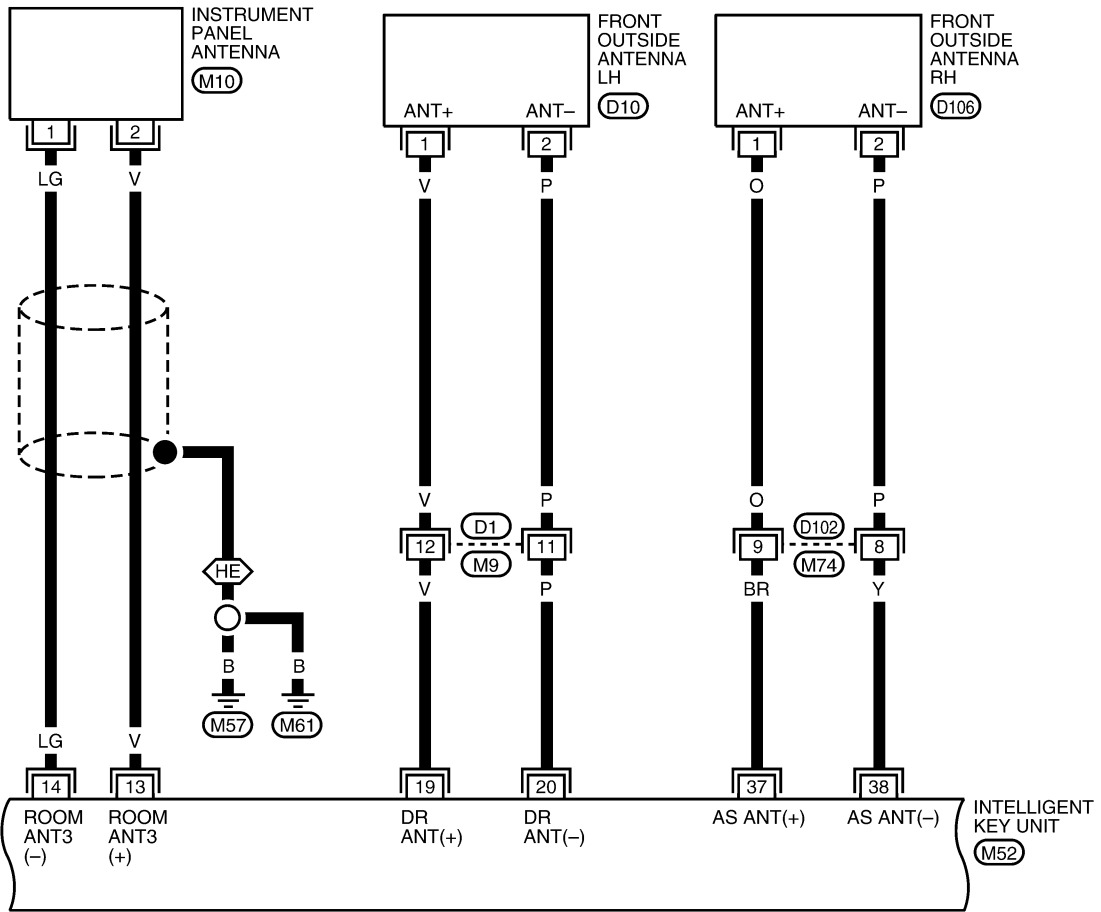 INSTRUMENT
PANEL
ANTENNA
M10
1
2
LG
V
FRONT
OUTSIDE
ANTENNA
LH
D10
ANT+
ANT–
1
2
V
P
FRONT
OUTSIDE
ANTENNA
RH
D106
ANT+
ANT–
1
2
O
P
V
P
O
P
12
D1
M9
11
9
D102
M74
8
V
P
BR
Y
HE
B
B
M57
M61
LG
V
14
13
19
20
37
38
ROOM
ANT3
(–)
ROOM
ANT3
(+)
DR
ANT(+)
DR
ANT(–)
AS ANT(+)
AS ANT(–)
INTELLIGENT
KEY UNIT
M52